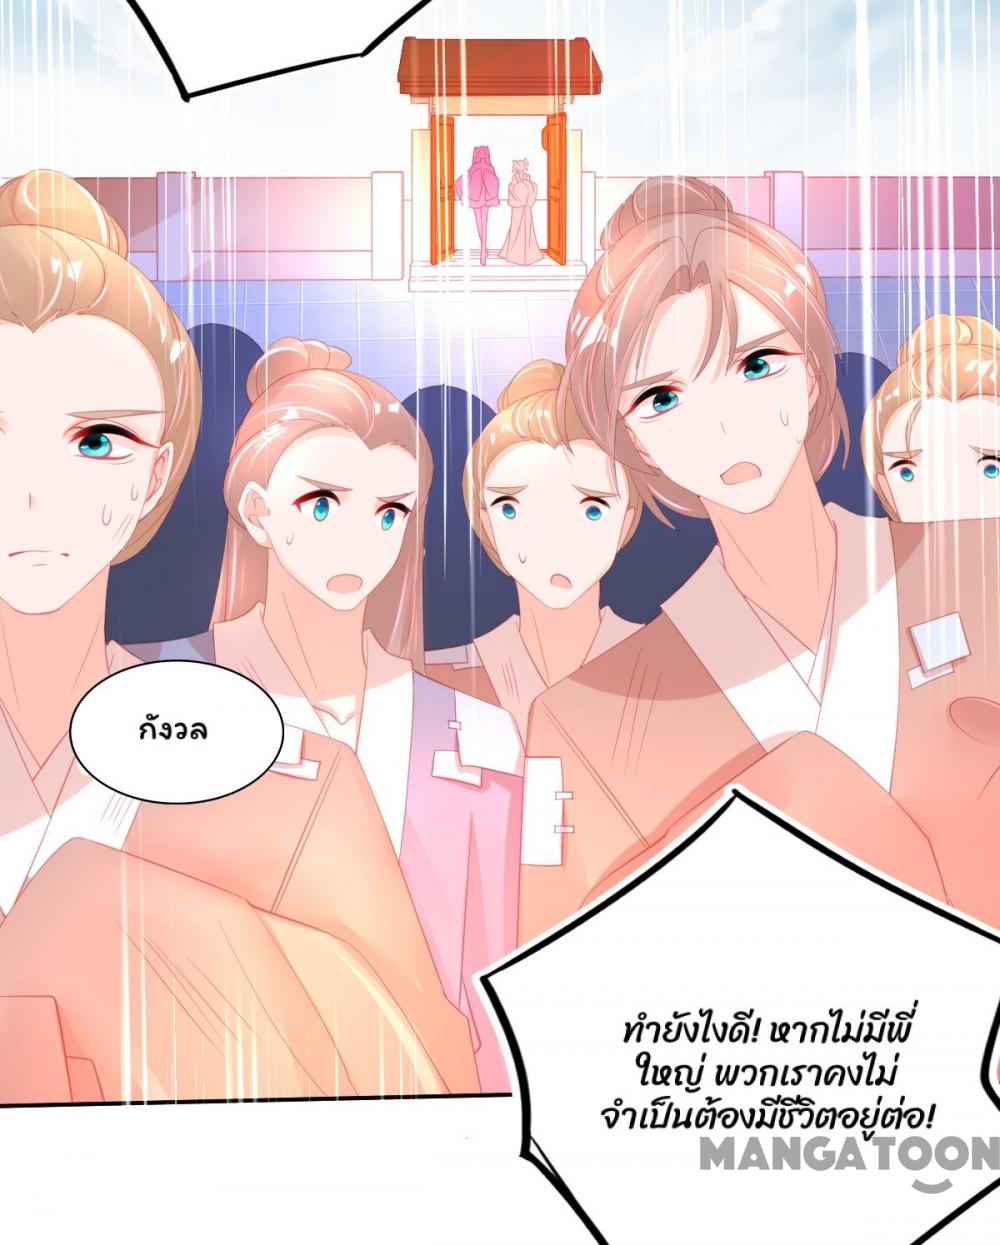 กังวล
ทำยังไงดี! หากไม่มีพี่
ใหญ่ พวกเราคงไม่
จำเป็นต้องมีชีวิตอยู่ต่อ!
MANGATOON